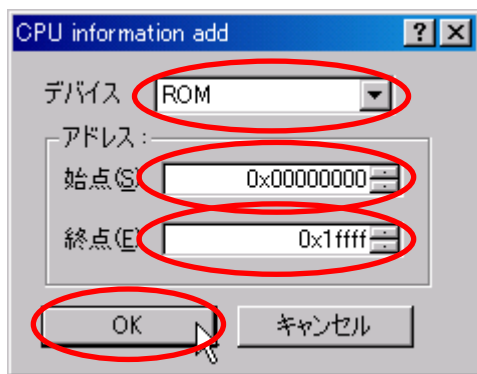 CPU information add
デバイス ROM
アドレス:
始点(S) 0x00000000
終点(E) 0x1ffff
OK キャンセル